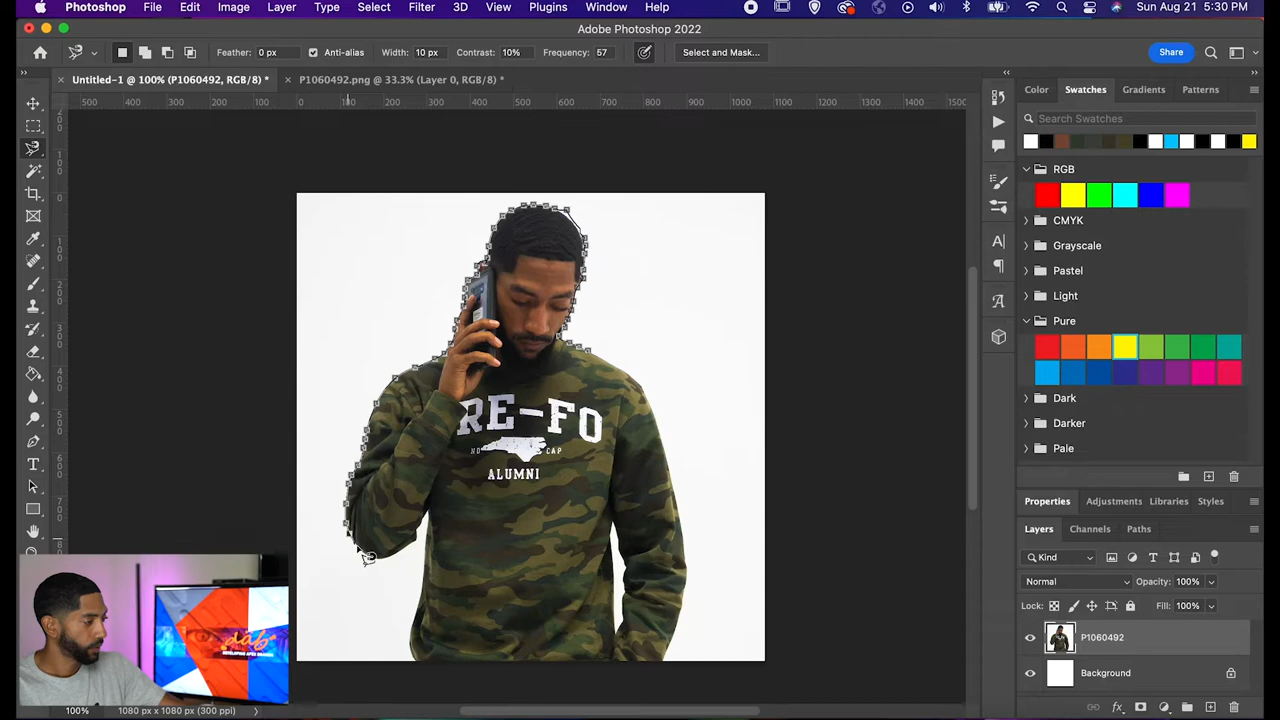 Photoshop File Edit Image Layer Type Select Filter 3D View Plugins Window Help
Sun Aug 21 5:30 PM
Adobe Photoshop 2022
Feather: 0 px Anti-alias Width: 10 px Contrast: 10% Frequency: 57 Select and Mask... Share
Untitled-1 @ 100% (P1060492, RGB/8) * P1060492.png @ 33.3% (Layer 0, RGB/8) *
500 400 300 200 100 0 100 200 300 400 500 600 700 800 900 1000 1100 1200 1300 1400 1500
Color Swatches Gradients Patterns
Search Swatches
RGB
CMYK
Grayscale
Pastel
Light
Pure
Dark
Darker
Pale
RE-FO
NO CAP
ALUMNI
Properties Adjustments Libraries Styles
Layers Channels Paths
Kind
Normal Opacity: 100%
Lock: Fill: 100%
P1060492
Background
dab
DEVELOPING APEX BRANDS
100% 1080 px x 1080 px (300 ppi)